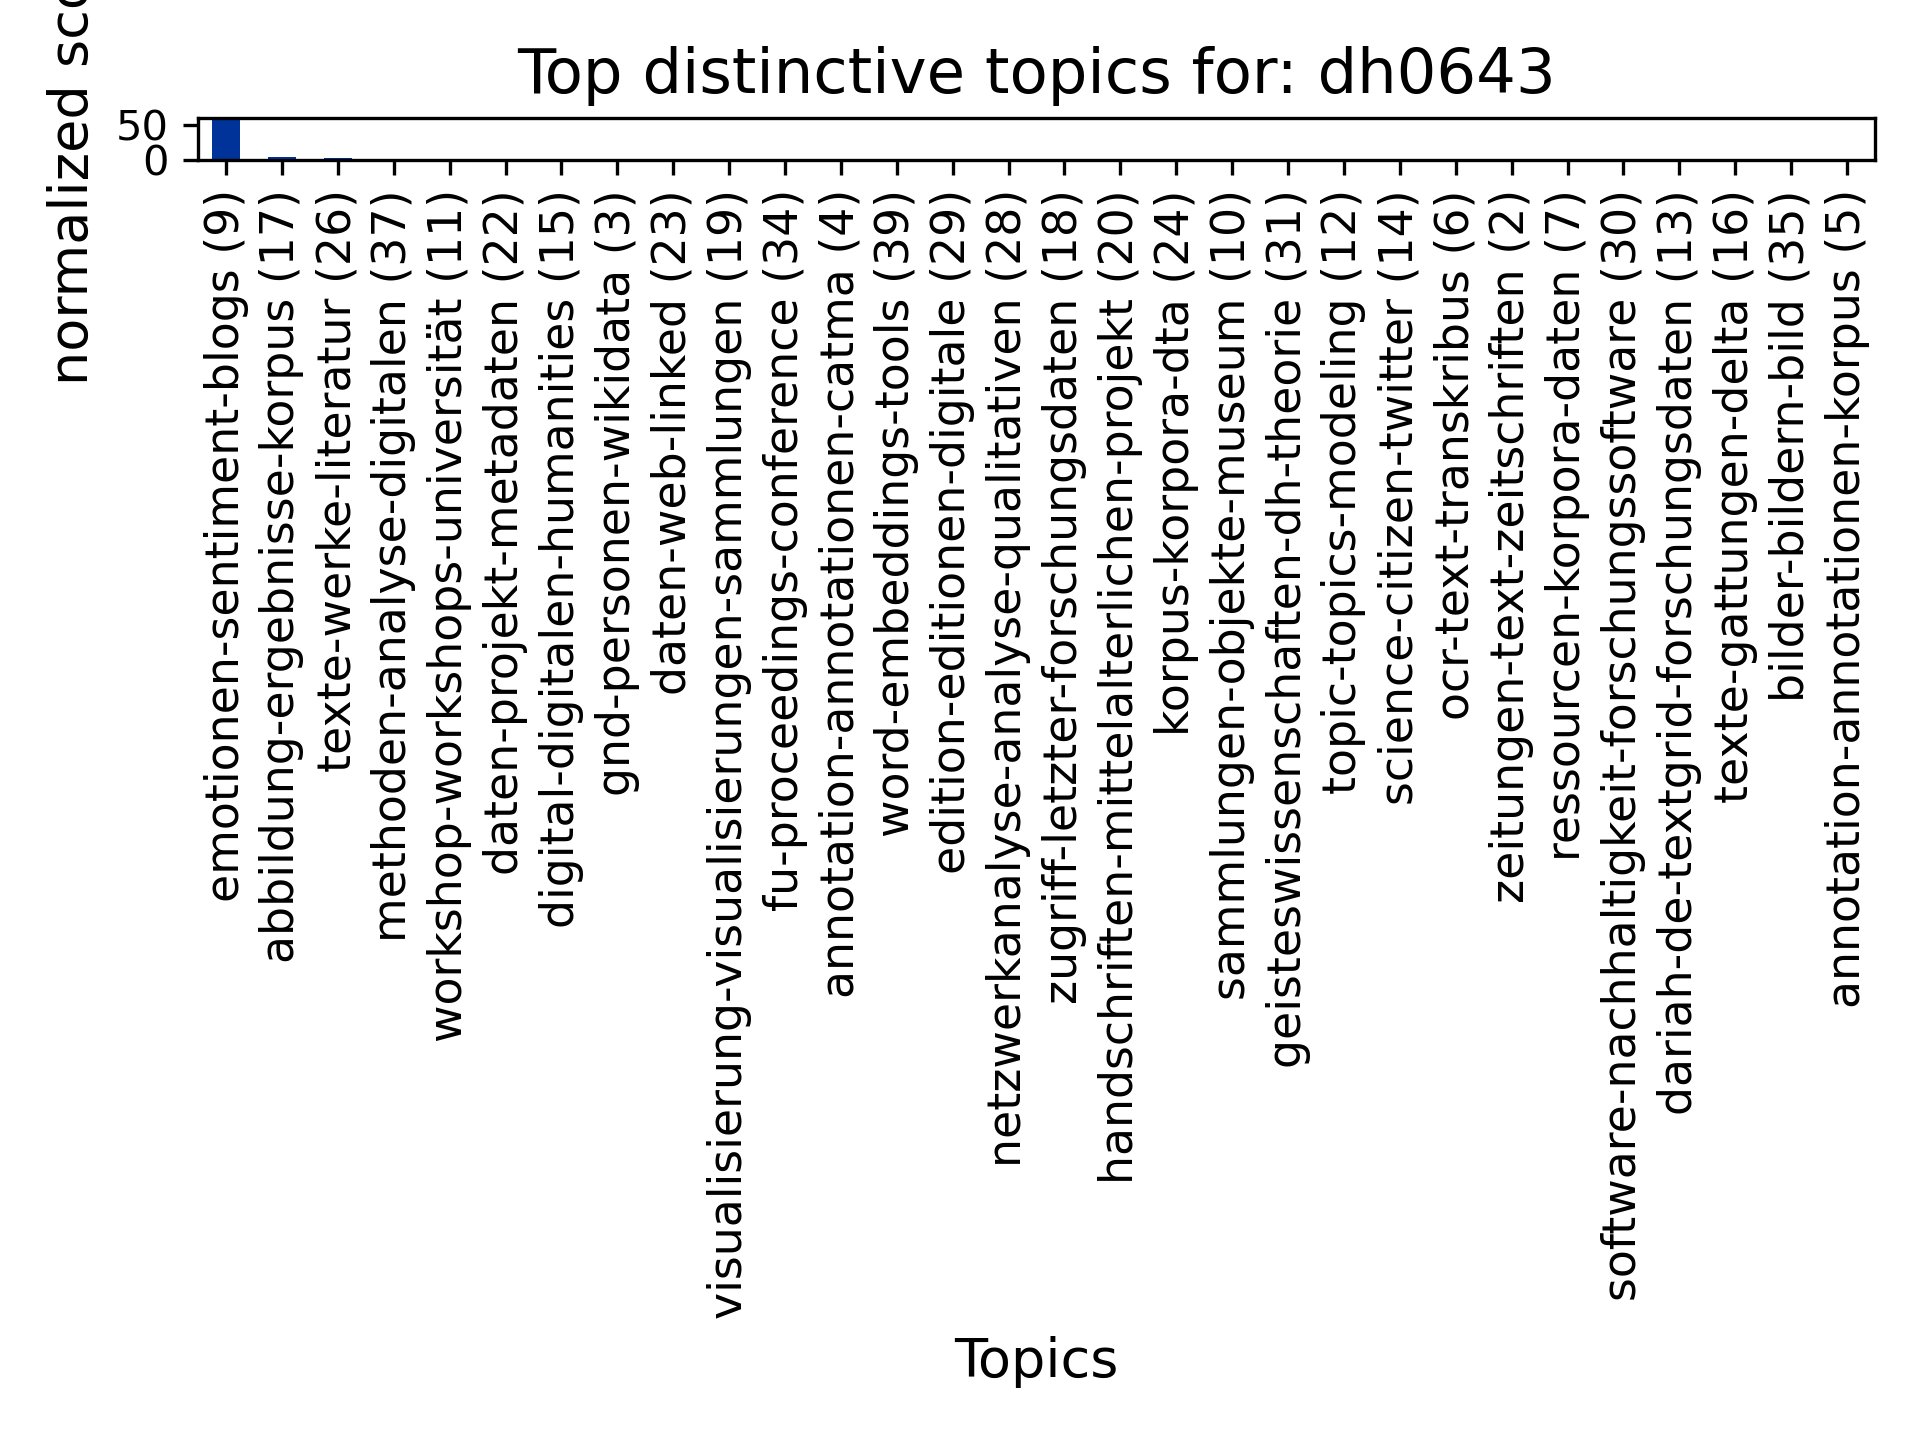 Top distinctive topics for: dh0643
normalized
50
0
emotionen-sentiment-blogs (9)
abbildung-ergebnisse-korpus (17)
texte-werke-literatur (26)
methoden-analyse-digitalen (37)
workshop-workshops-universität (11)
daten-projekt-metadaten (22)
digital-digitalen-humanities (15)
gnd-personen-wikidata (3)
daten-web-linked (23)
visualisierung-visualisierungen-sammlungen (19)
fu-proceedings-conference (34)
annotation-annotationen-catma (4)
word-embeddings-tools (39)
edition-editionen-digitale (29)
netzwerkanalyse-analyse-qualitativen (28)
zugriff-letzter-forschungsdaten (18)
handschriften-mittelalterlichen-projekt (20)
korpus-korpora-dta (24)
sammlungen-objekte-museum (10)
geisteswissenschaften-dh-theorie (31)
topic-topics-modeling (12)
science-citizen-twitter (14)
ocr-text-transkribus (6)
zeitungen-text-zeitschriften (2)
ressourcen-korpora-daten (7)
software-nachhaltigkeit-forschungssoftware (30)
dariah-de-textgrid-forschungsdaten (13)
texte-gattungen-delta (16)
bilder-bildern-bild (35)
annotation-annotationen-korpus (5)
Topics